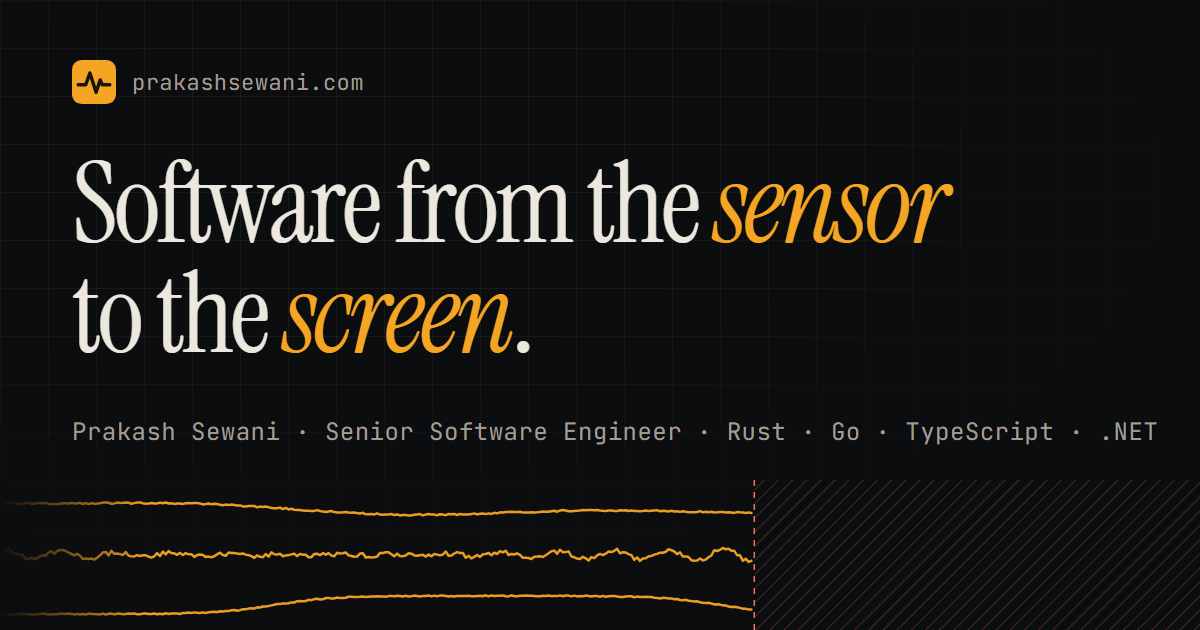 prakashsewani.com
Software from the sensor
to the screen.
Prakash Sewani · Senior Software Engineer · Rust · Go · TypeScript · .NET